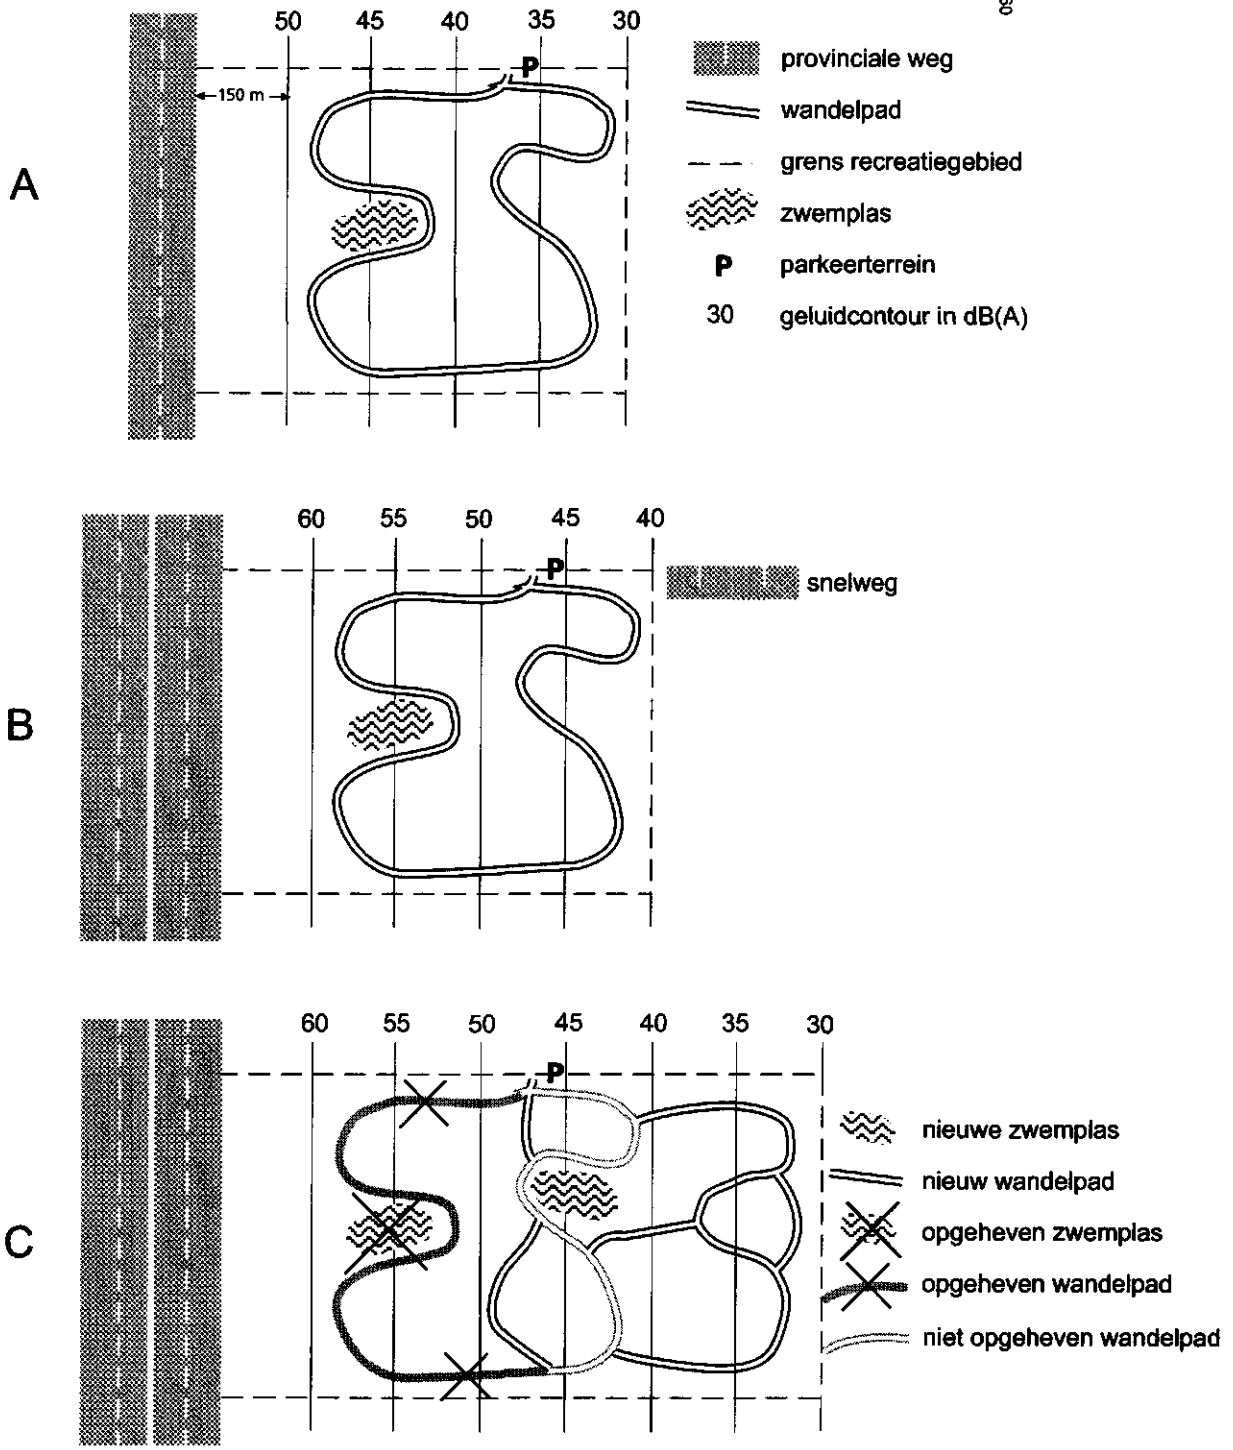 60
50 45 40 35 30
P
150 m
A
provinciale weg
wandelpad
grens recreatiegebied
zwemplas
P parkeerterrein
30 geluidcontour in dB(A)
60 55 50 45 40
P
snelweg
B
60 55 50 45 40 35 30
P
C
nieuwe zwemplas
nieuw wandelpad
opgeheven zwemplas
opgeheven wandelpad
niet opgeheven wandelpad